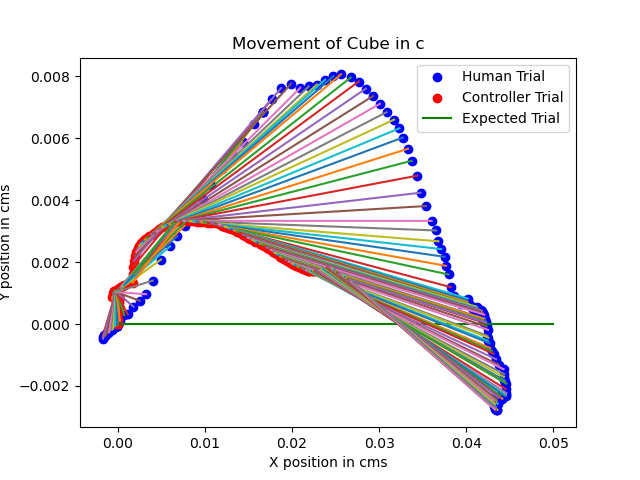 Movement of Cube in c
Human Trial
Controller Trial
Expected Trial
0.008
0.006
0.004
0.002
0.000
−0.002
Y position in cms
0.00 0.01 0.02 0.03 0.04 0.05
X position in cms